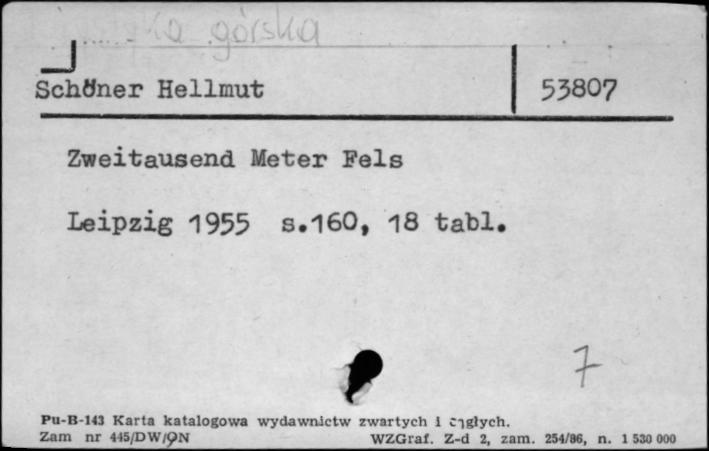 górska
Schöner Hellmut 53807
Zweitausend Meter Fels
Leipzig 1955 s.160, 18 tabl.
7
Pu-B-143 Karta katalogowa wydawnictw zwartych i ciągłych.
Zam nr 445/DW/9N WZGraf. Z-d 2, zam. 254/86, n. 1 530 000